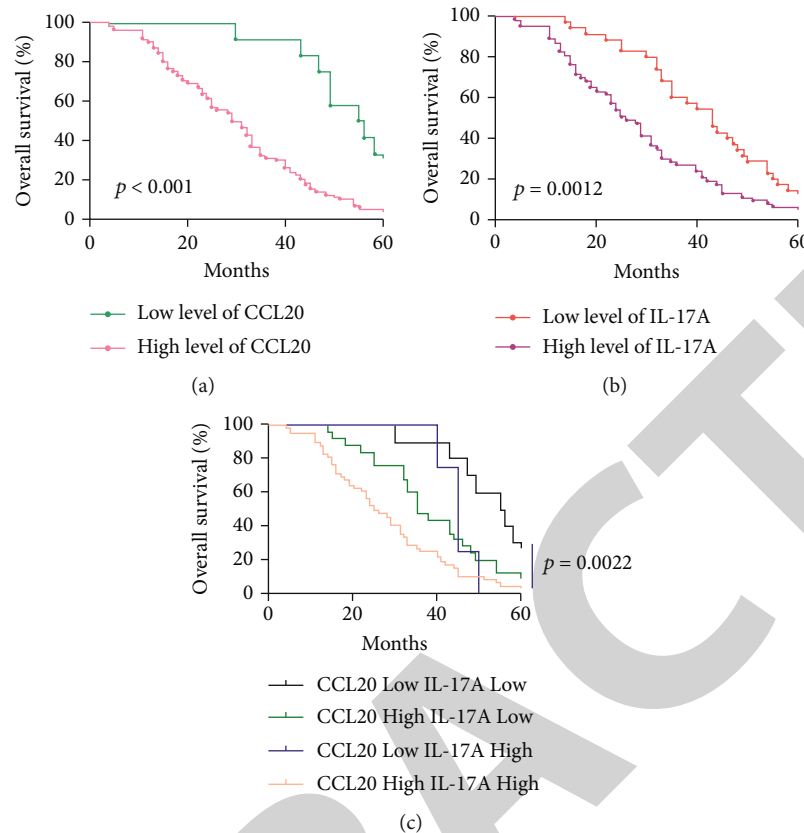 100
80
60
40
20
0
Overall survival (%)
p < 0.001
0 20 40 60
Months
Low level of CCL20
High level of CCL20
(a)
100
80
60
40
20
0
Overall survival (%)
p = 0.0012
0 20 40 60
Months
Low level of IL-17A
High level of IL-17A
(b)
100
80
60
40
20
0
Overall survival (%)
p = 0.0022
0 20 40 60
Months
CCL20 Low IL-17A Low
CCL20 High IL-17A Low
CCL20 Low IL-17A High
CCL20 High IL-17A High
(c)